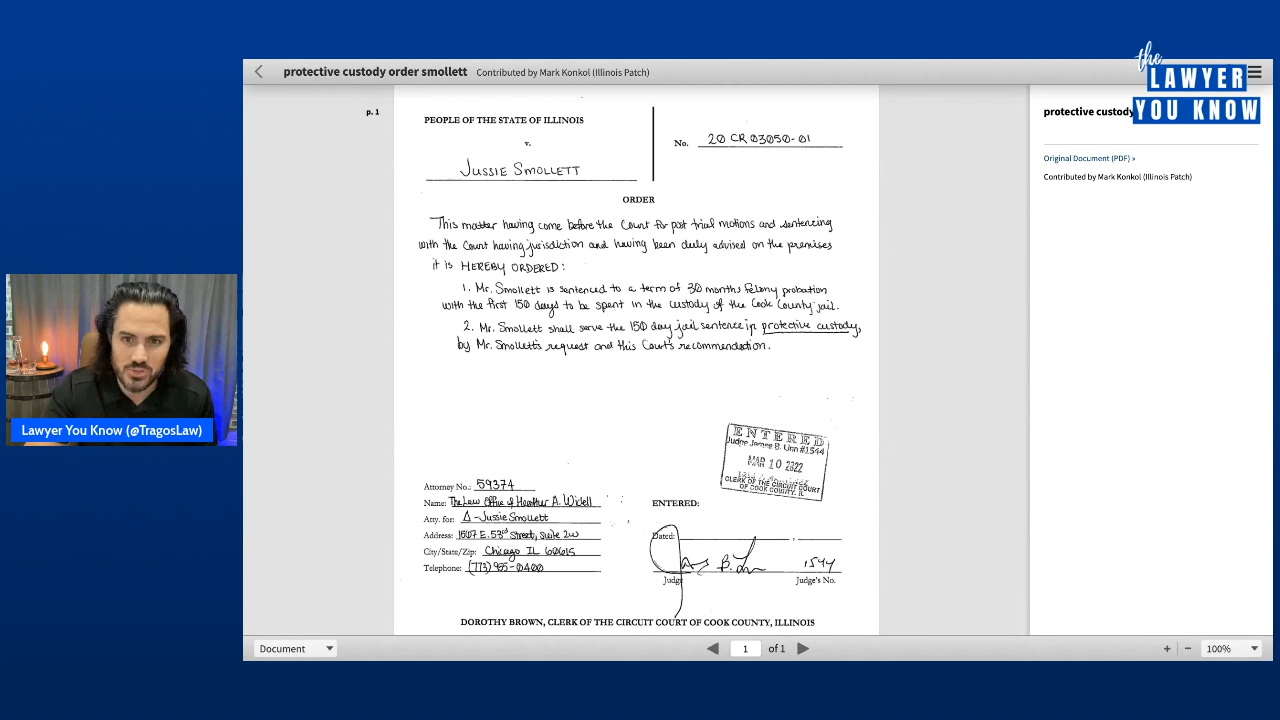 the
LAWYER
YOU KNOW
protective custody order smollett Contributed by Mark Konkol (Illinois Patch)
p. 1
PEOPLE OF THE STATE OF ILLINOIS
v.
JUSSIE SMOLLETT
No. 20 CR 03050-01
ORDER
This matter having come before the Court for post trial motions and sentencing
with the Court having jurisdiction and having been duly advised on the premises
it is HEREBY ORDERED:
1. Mr. Smollett is sentenced to a term of 30 months felony probation
with the first 150 days to be spent in the custody of the Cook County jail.
2. Mr. Smollett shall serve the 150 day jail sentence in protective custody,
by Mr. Smollett's request and this Court's recommendation.
ENTERED
Judge James B. Linn #1544
MAR 10 2022
CLERK OF THE CIRCUIT COURT
OF COOK COUNTY, IL
Attorney No.: 59374
Name: The Law Office of Heather A. Widell
Atty. for: Δ - Jussie Smollett
Address: 1507 E. 53rd Street, Suite 2W
City/State/Zip: Chicago IL 60615
Telephone: (773) 955-0400
ENTERED:
Dated:
1544
Judge Judge's No.
DOROTHY BROWN, CLERK OF THE CIRCUIT COURT OF COOK COUNTY, ILLINOIS
protective custody
Original Document (PDF) »
Contributed by Mark Konkol (Illinois Patch)
Lawyer You Know (@TragosLaw)
Document
1 of 1
+ − 100%